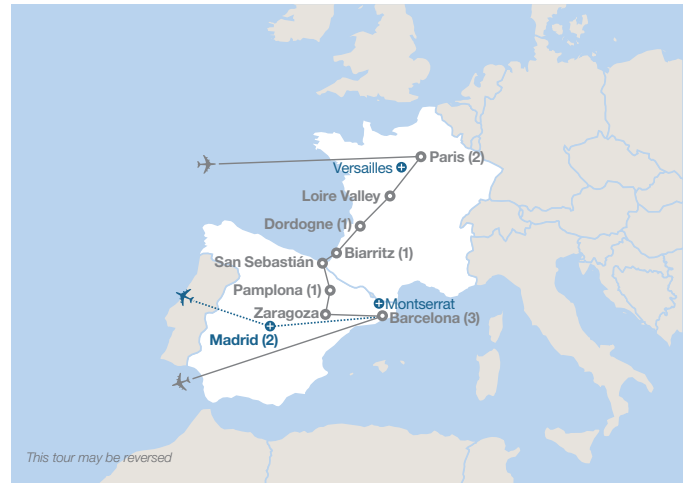 Paris (2)
Versailles
Loire Valley
Dordogne (1)
Biarritz (1)
San Sebastián
Pamplona (1)
Montserrat
Zaragoza
Barcelona (3)
Madrid (2)
This tour may be reversed